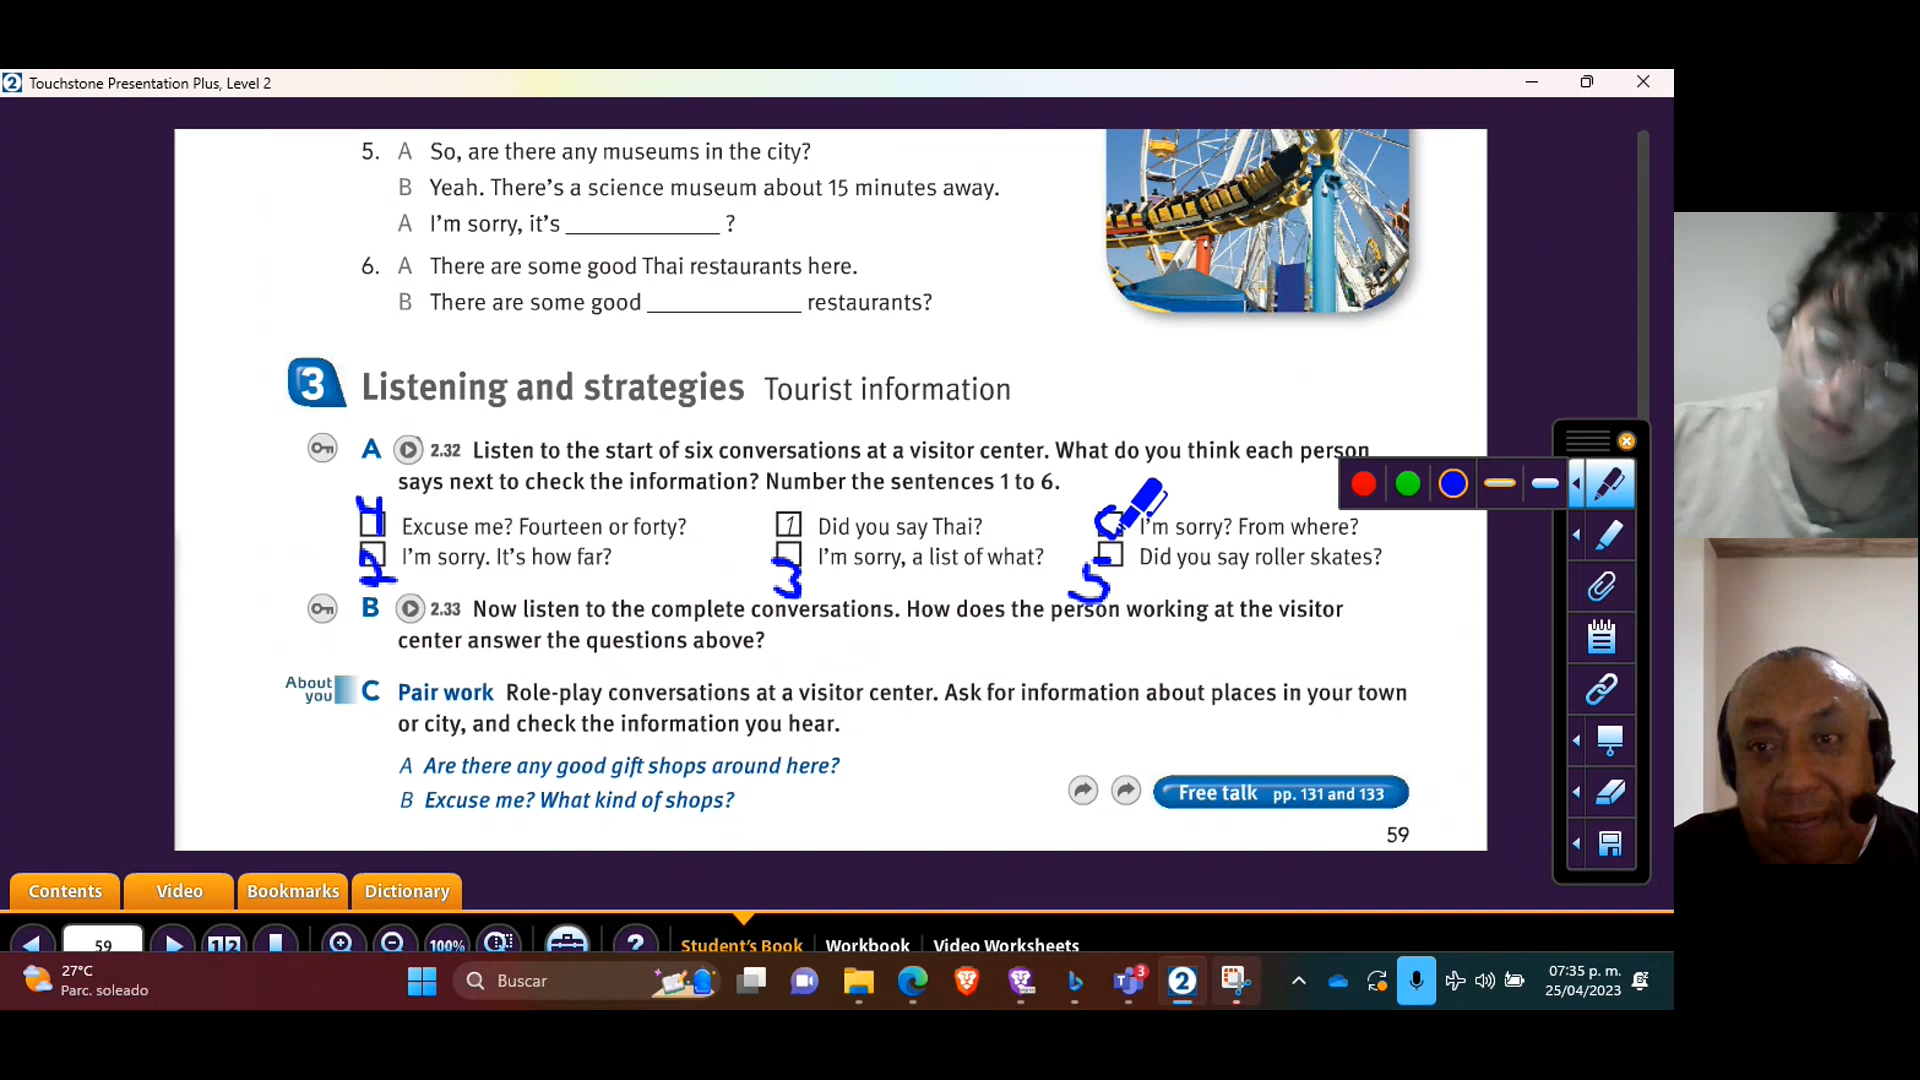 Touchstone Presentation Plus, Level 2
5. A So, are there any museums in the city?
B Yeah. There's a science museum about 15 minutes away.
A I'm sorry, it's ______________ ?
6. A There are some good Thai restaurants here.
B There are some good ______________ restaurants?
3 Listening and strategies Tourist information
A 2.32 Listen to the start of six conversations at a visitor center. What do you think each person
says next to check the information? Number the sentences 1 to 6.
4 Excuse me? Fourteen or forty? 1 Did you say Thai? I'm sorry? From where?
2 I'm sorry. It's how far? 3 I'm sorry, a list of what? 5 Did you say roller skates?
B 2.33 Now listen to the complete conversations. How does the person working at the visitor
center answer the questions above?
About you C Pair work Role-play conversations at a visitor center. Ask for information about places in your town
or city, and check the information you hear.
A Are there any good gift shops around here?
B Excuse me? What kind of shops?
Free talk pp. 131 and 133
59
Contents Video Bookmarks Dictionary
59 12 100% ? Student's Book Workbook Video Worksheets
27°C
Parc. soleado
Buscar
3
2
07:35 p. m.
25/04/2023